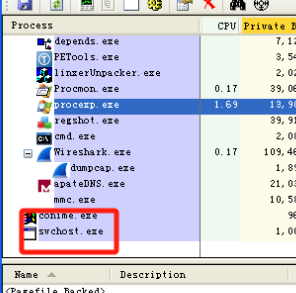 Process CPU Private B
depends.exe 7,12
PETools.exe 3,54
linxerUnpacker.exe 2,02
Procmon.exe 0.17 39,06
procexp.exe 1.69 13,90
regshot.exe 39,91
cmd.exe 2,08
Wireshark.exe 0.17 109,46
dumpcap.exe 1,89
apateDNS.exe 21,03
mmc.exe 10,58
conime.exe 96
svchost.exe 1,00
Name Description
<Pagefile Backed>